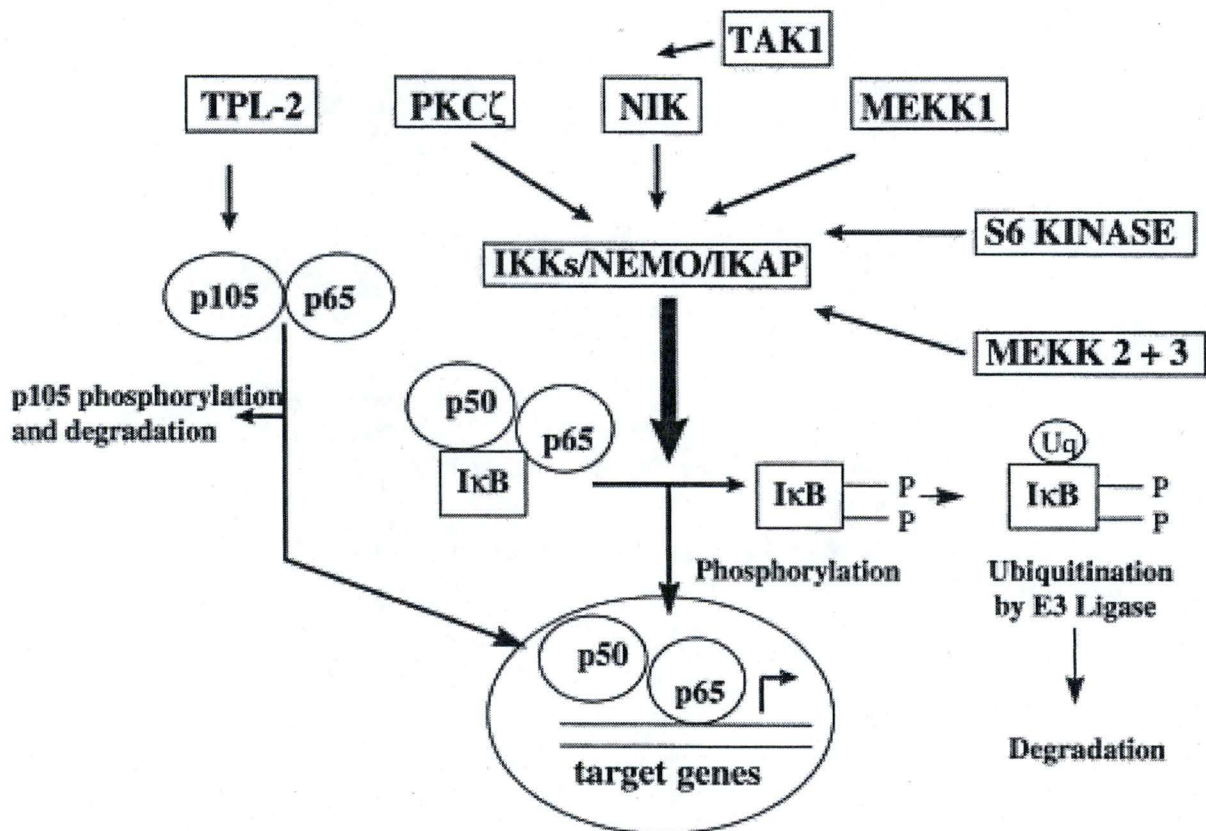 TAK1
TPL-2
PKCζ
NIK
MEKK1
S6 KINASE
IKKs/NEMO/IKAP
MEKK 2 + 3
p105
p65
p105 phosphorylation
and degradation
p50
p65
IκB
IκB
P
P
Uq
IκB
P
P
Phosphorylation
Ubiquitination
by E3 Ligase
p50
p65
target genes
Degradation